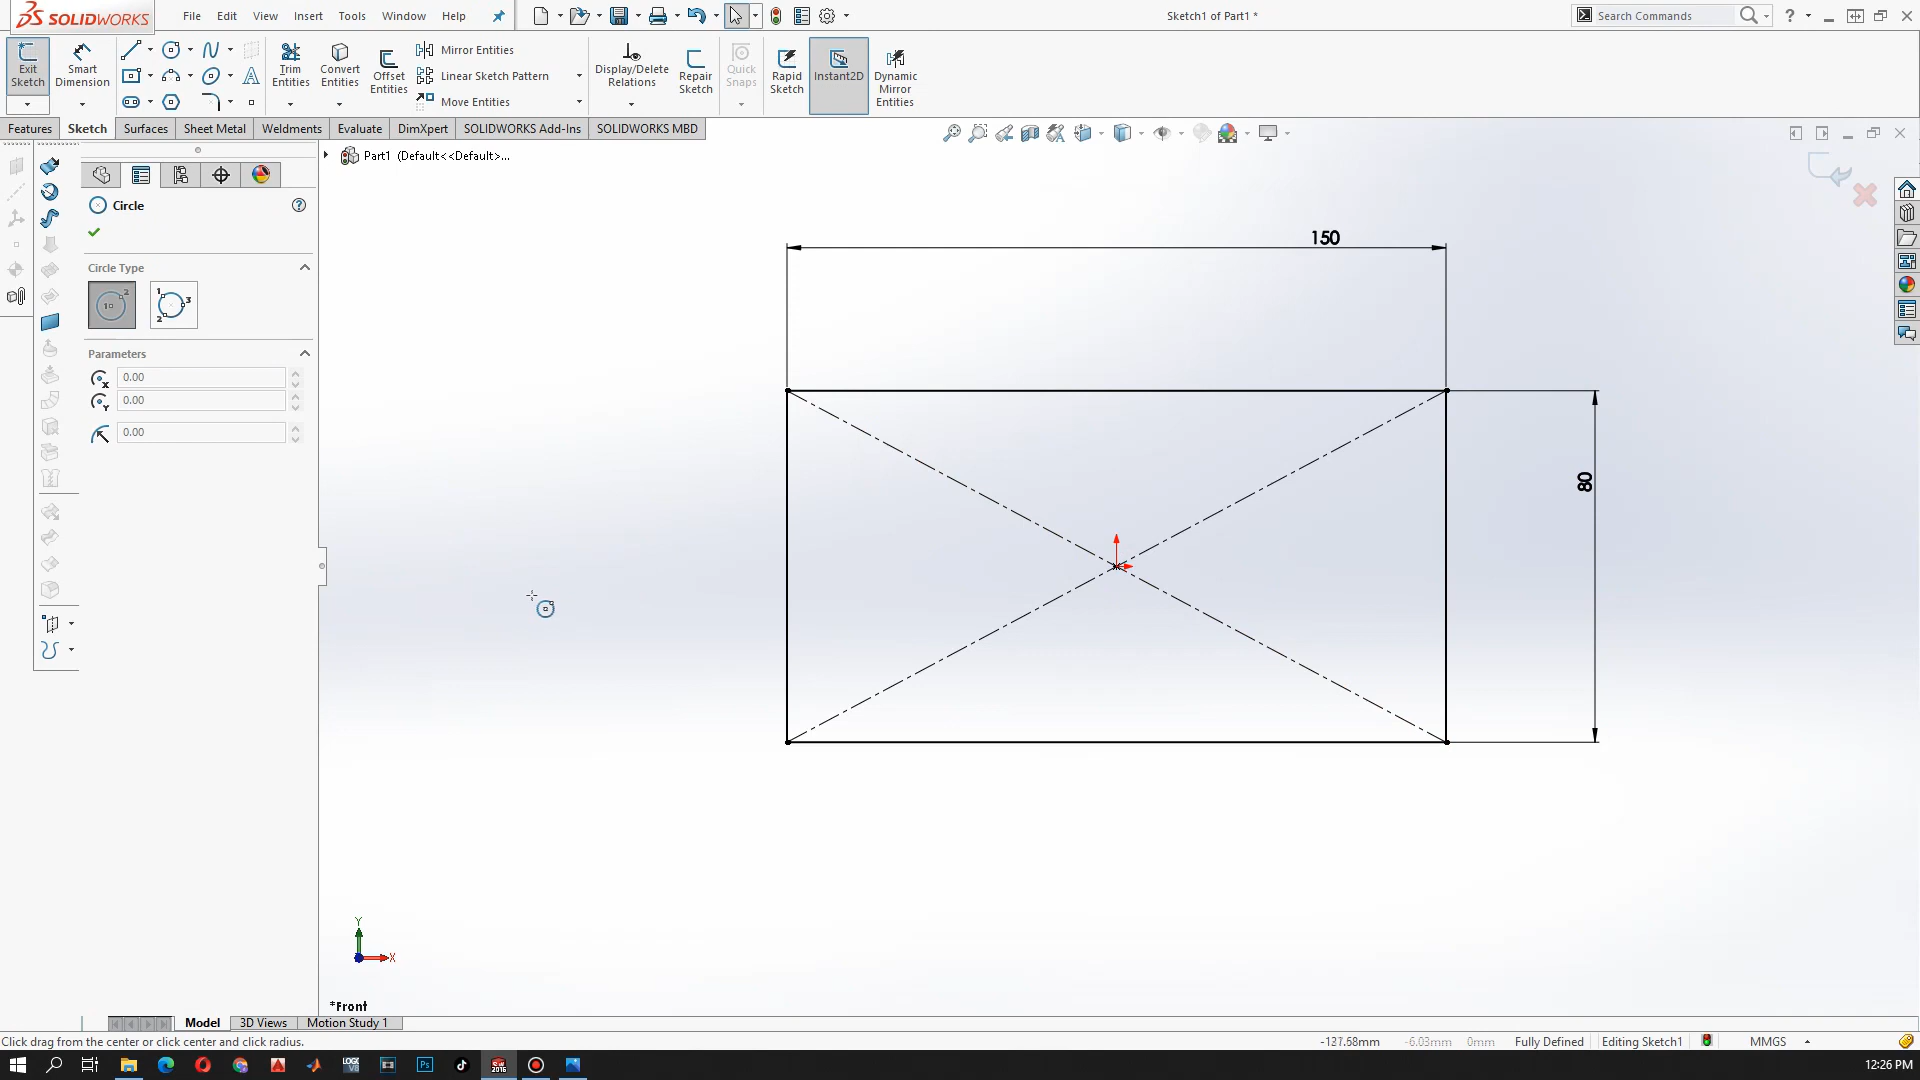 SOLIDWORKS
File Edit View Insert Tools Window Help
Sketch1 of Part1 *
Search Commands
Exit Sketch
Smart Dimension
Trim Entities
Convert Entities
Offset Entities
Mirror Entities
Linear Sketch Pattern
Move Entities
Display/Delete Relations
Repair Sketch
Quick Snaps
Rapid Sketch
Instant2D
Dynamic Mirror Entities
Features Sketch Surfaces Sheet Metal Weldments Evaluate DimXpert SOLIDWORKS Add-Ins SOLIDWORKS MBD
Part1 (Default<<Default>...
Circle
Circle Type
Parameters
0.00
0.00
0.00
150
80
Y
X
*Front
Model 3D Views Motion Study 1
Click drag from the center or click center and click radius.
-137.68mm -6.03mm 0mm Fully Defined Editing Sketch1 MMGS
12:26 PM